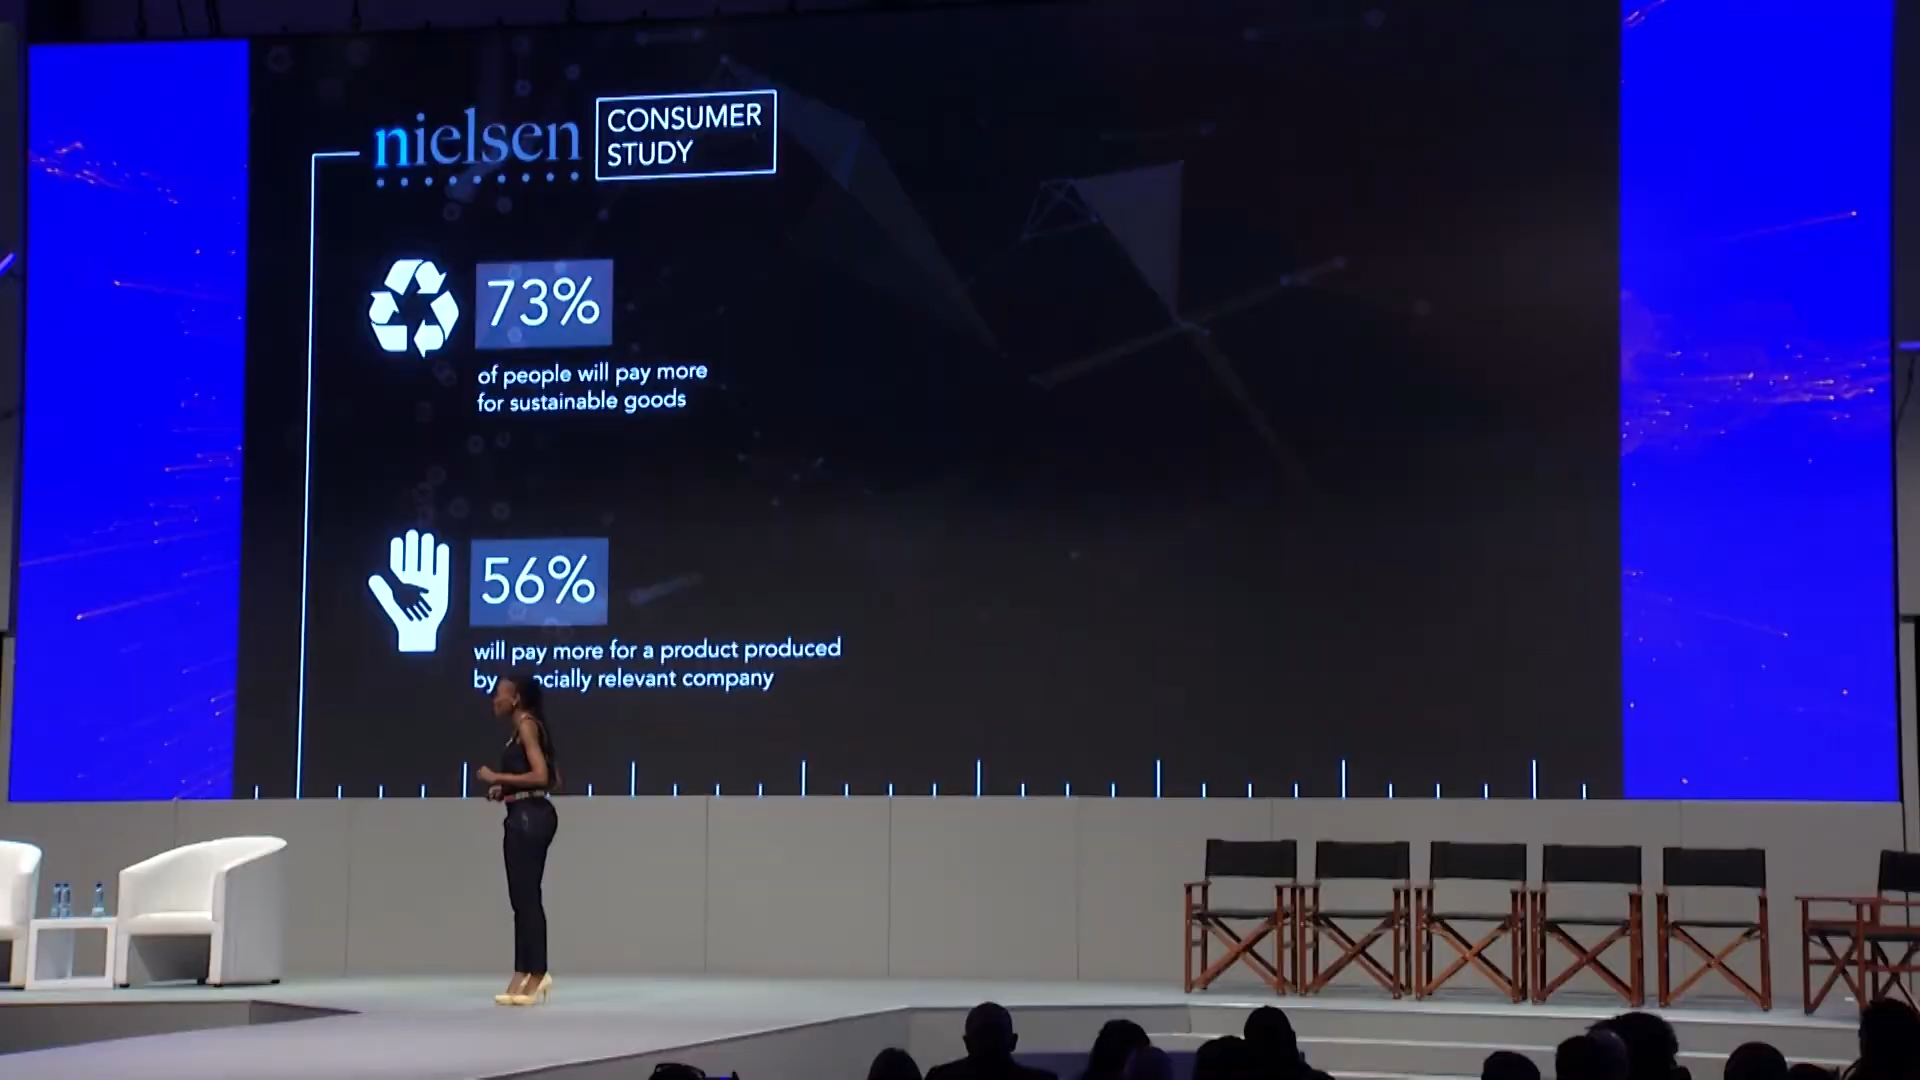 nielsen
CONSUMER
STUDY
73%
of people will pay more
for sustainable goods
56%
will pay more for a product produced
by ocially relevant company